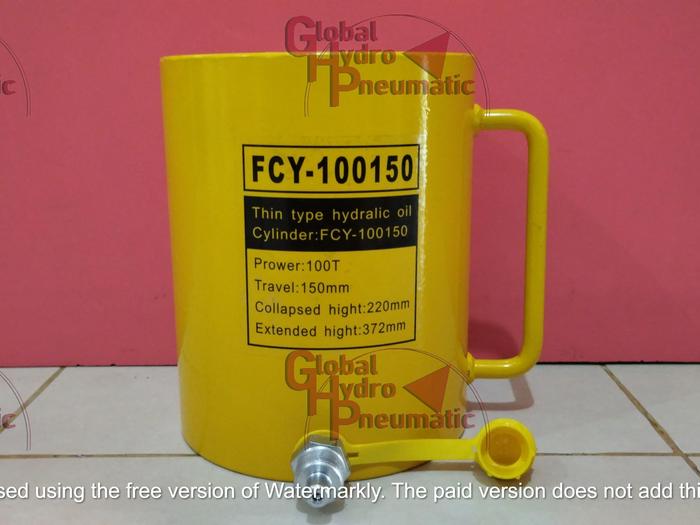 Global
Hydro
Pneumatic
FCY-100150
Thin type hydralic oil
Cylinder:FCY-100150
Prower:100T
Travel:150mm
Collapsed hight:220mm
Extended hight:372mm
Global
Hydro
Pneumatic
sed using the free version of Watermarkly. The paid version does not add thi